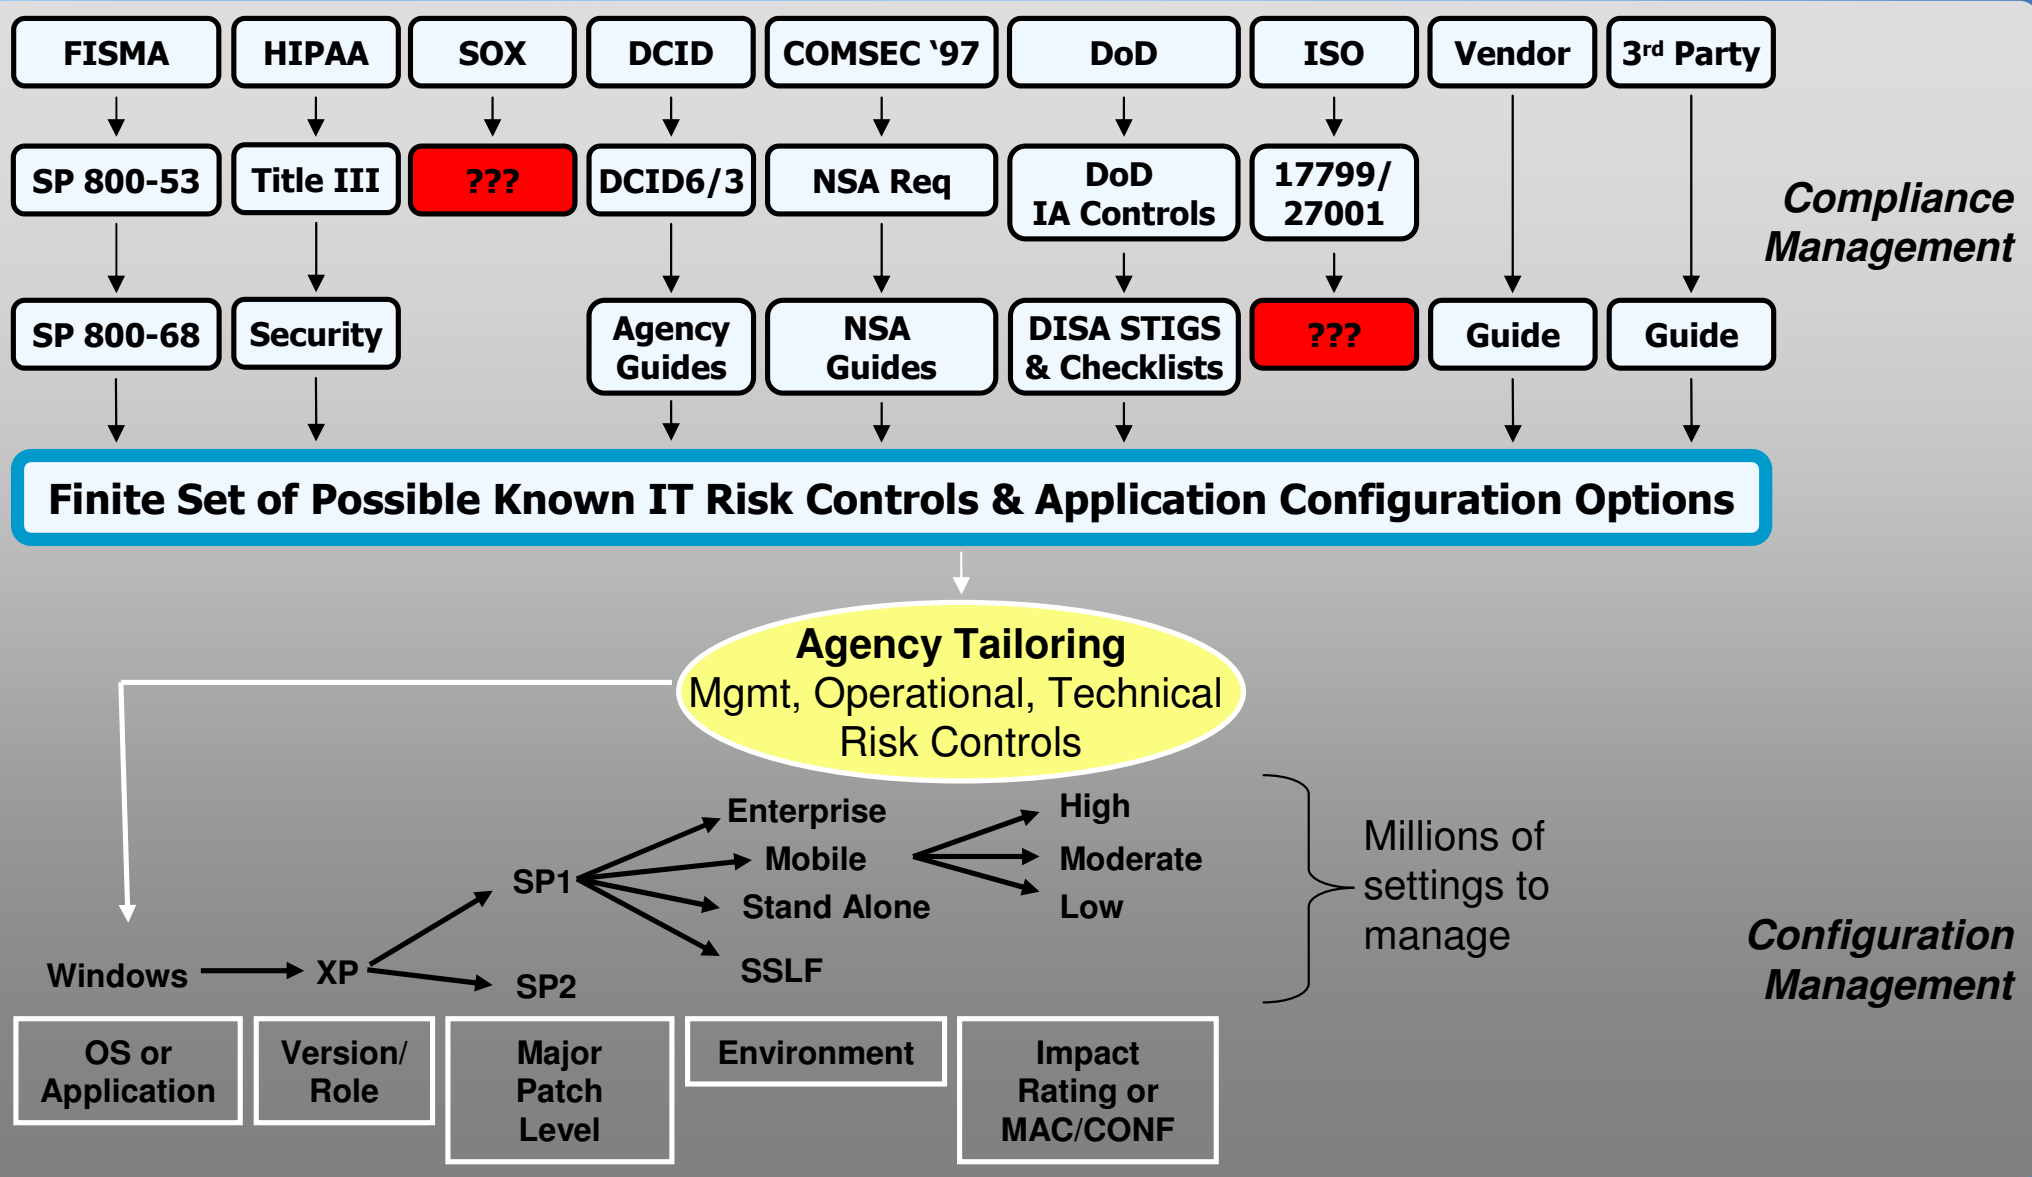 FISMA
HIPAA
SOX
DCID
COMSEC ‘97
DoD
ISO
Vendor
3rd Party
SP 800-53
Title III
???
DCID6/3
NSA Req
DoD
IA Controls
17799/
27001
Compliance
Management
SP 800-68
Security
Agency
Guides
NSA
Guides
DISA STIGS
& Checklists
???
Guide
Guide
Finite Set of Possible Known IT Risk Controls & Application Configuration Options
Agency Tailoring
Mgmt, Operational, Technical
Risk Controls
Enterprise
Mobile
Stand Alone
SSLF
High
Moderate
Low
SP1
SP2
Windows
XP
Millions of
settings to
manage
Configuration
Management
OS or
Application
Version/
Role
Major
Patch
Level
Environment
Impact
Rating or
MAC/CONF